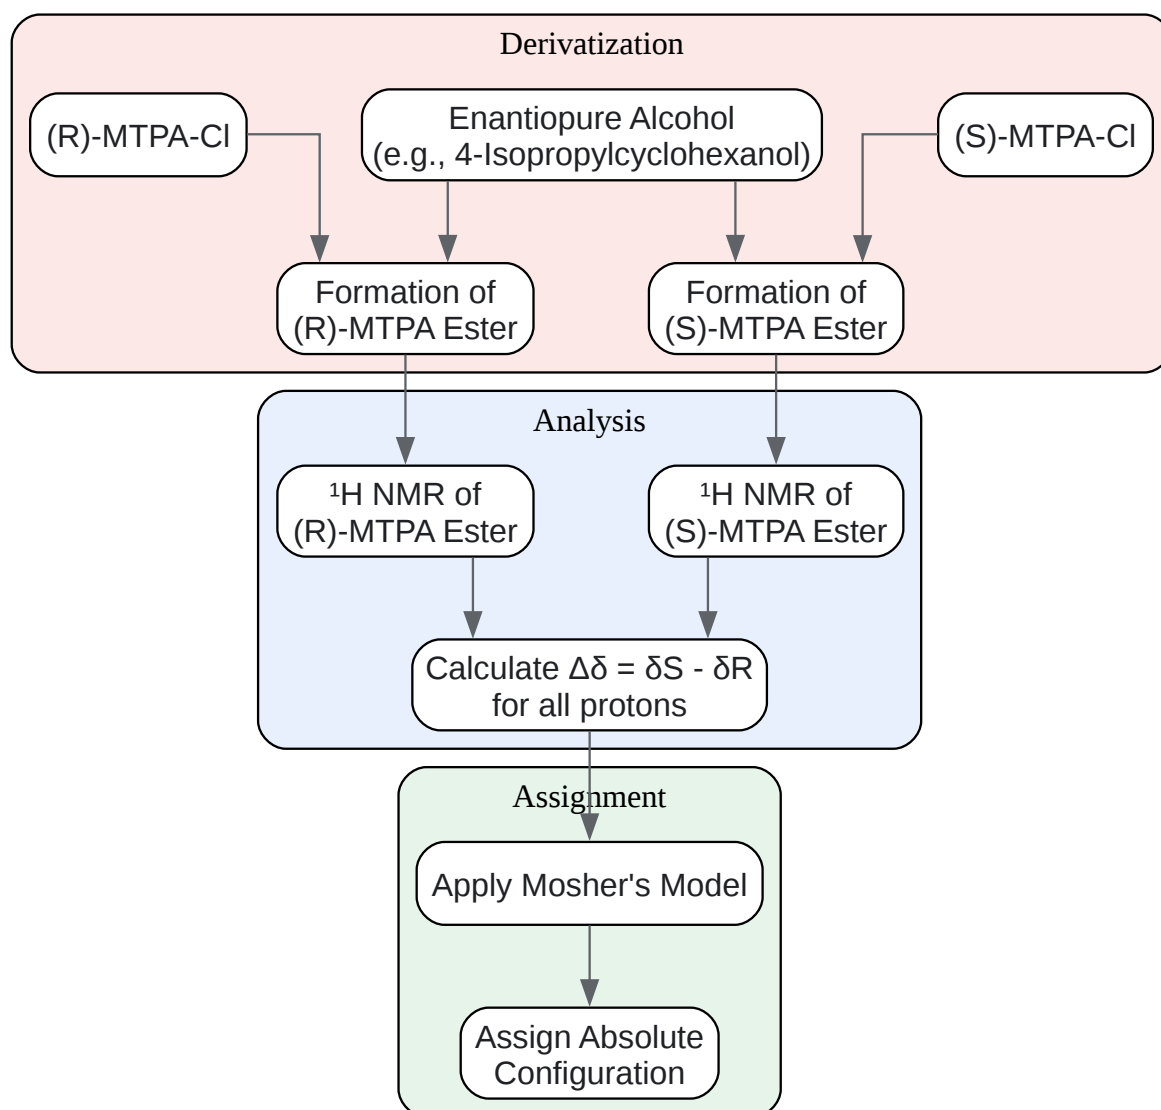 Derivatization
(R)-MTPA-Cl
Enantiopure Alcohol
(e.g., 4-Isopropylcyclohexanol)
(S)-MTPA-Cl
Formation of
(R)-MTPA Ester
Formation of
(S)-MTPA Ester
Analysis
¹H NMR of
(R)-MTPA Ester
¹H NMR of
(S)-MTPA Ester
Calculate Δδ = δS - δR
for all protons
Assignment
Apply Mosher's Model
Assign Absolute
Configuration